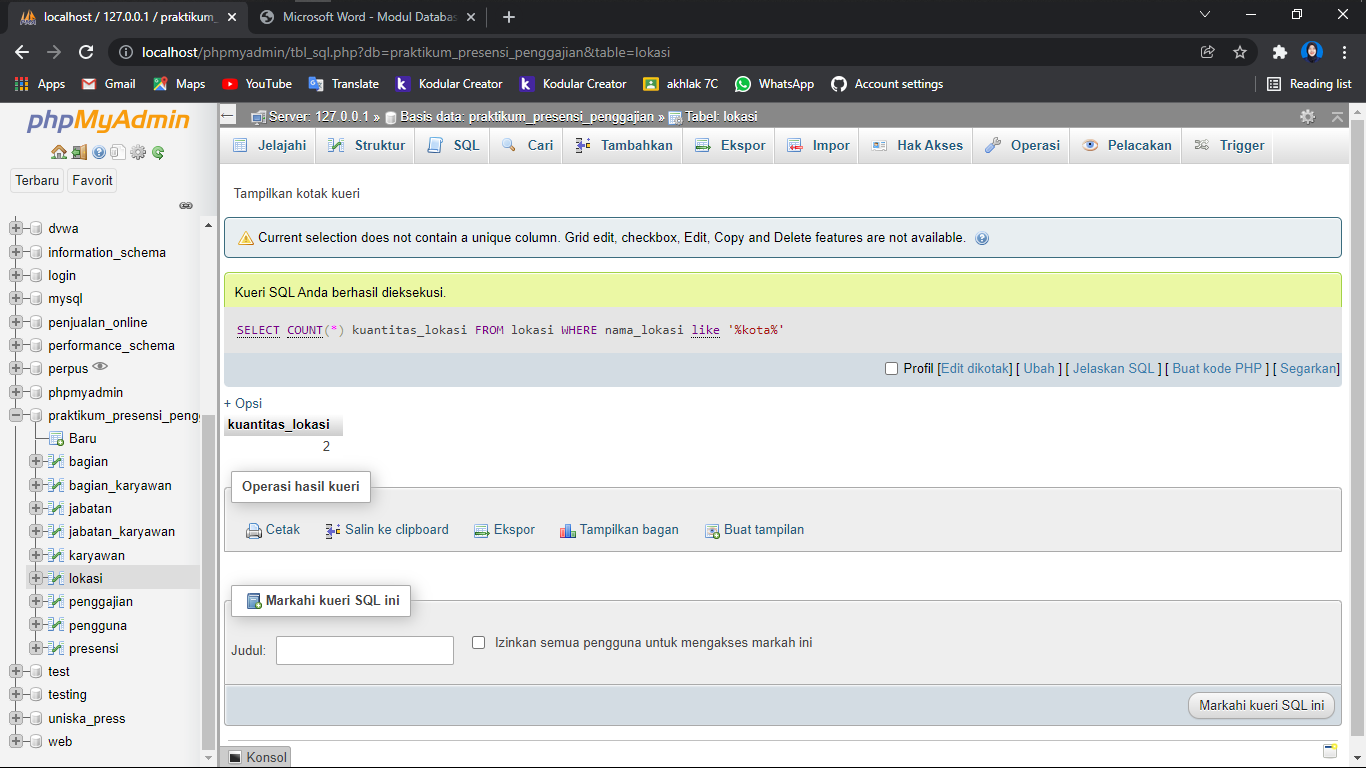 localhost / 127.0.0.1 / praktikum_
Microsoft Word - Modul Databas
localhost/phpmyadmin/tbl_sql.php?db=praktikum_presensi_penggajian&table=lokasi
Apps Gmail Maps YouTube Translate Kodular Creator Kodular Creator akhlak 7C WhatsApp Account settings Reading list
phpMyAdmin
Terbaru Favorit
dvwa
information_schema
login
mysql
penjualan_online
performance_schema
perpus
phpmyadmin
praktikum_presensi_peng
Baru
bagian
bagian_karyawan
jabatan
jabatan_karyawan
karyawan
lokasi
penggajian
pengguna
presensi
test
testing
uniska_press
web
Server: 127.0.0.1 » Basis data: praktikum_presensi_penggajian » Tabel: lokasi
Jelajahi Struktur SQL Cari Tambahkan Ekspor Impor Hak Akses Operasi Pelacakan Trigger
Tampilkan kotak kueri
Current selection does not contain a unique column. Grid edit, checkbox, Edit, Copy and Delete features are not available.
Kueri SQL Anda berhasil dieksekusi.
SELECT COUNT(*) kuantitas_lokasi FROM lokasi WHERE nama_lokasi like '%kota%'
Profil [Edit dikotak] [ Ubah ] [ Jelaskan SQL ] [ Buat kode PHP ] [ Segarkan]
+ Opsi
kuantitas_lokasi
2
Operasi hasil kueri
Cetak Salin ke clipboard Ekspor Tampilkan bagan Buat tampilan
Markahi kueri SQL ini
Judul: Izinkan semua pengguna untuk mengakses markah ini
Markahi kueri SQL ini
Konsol